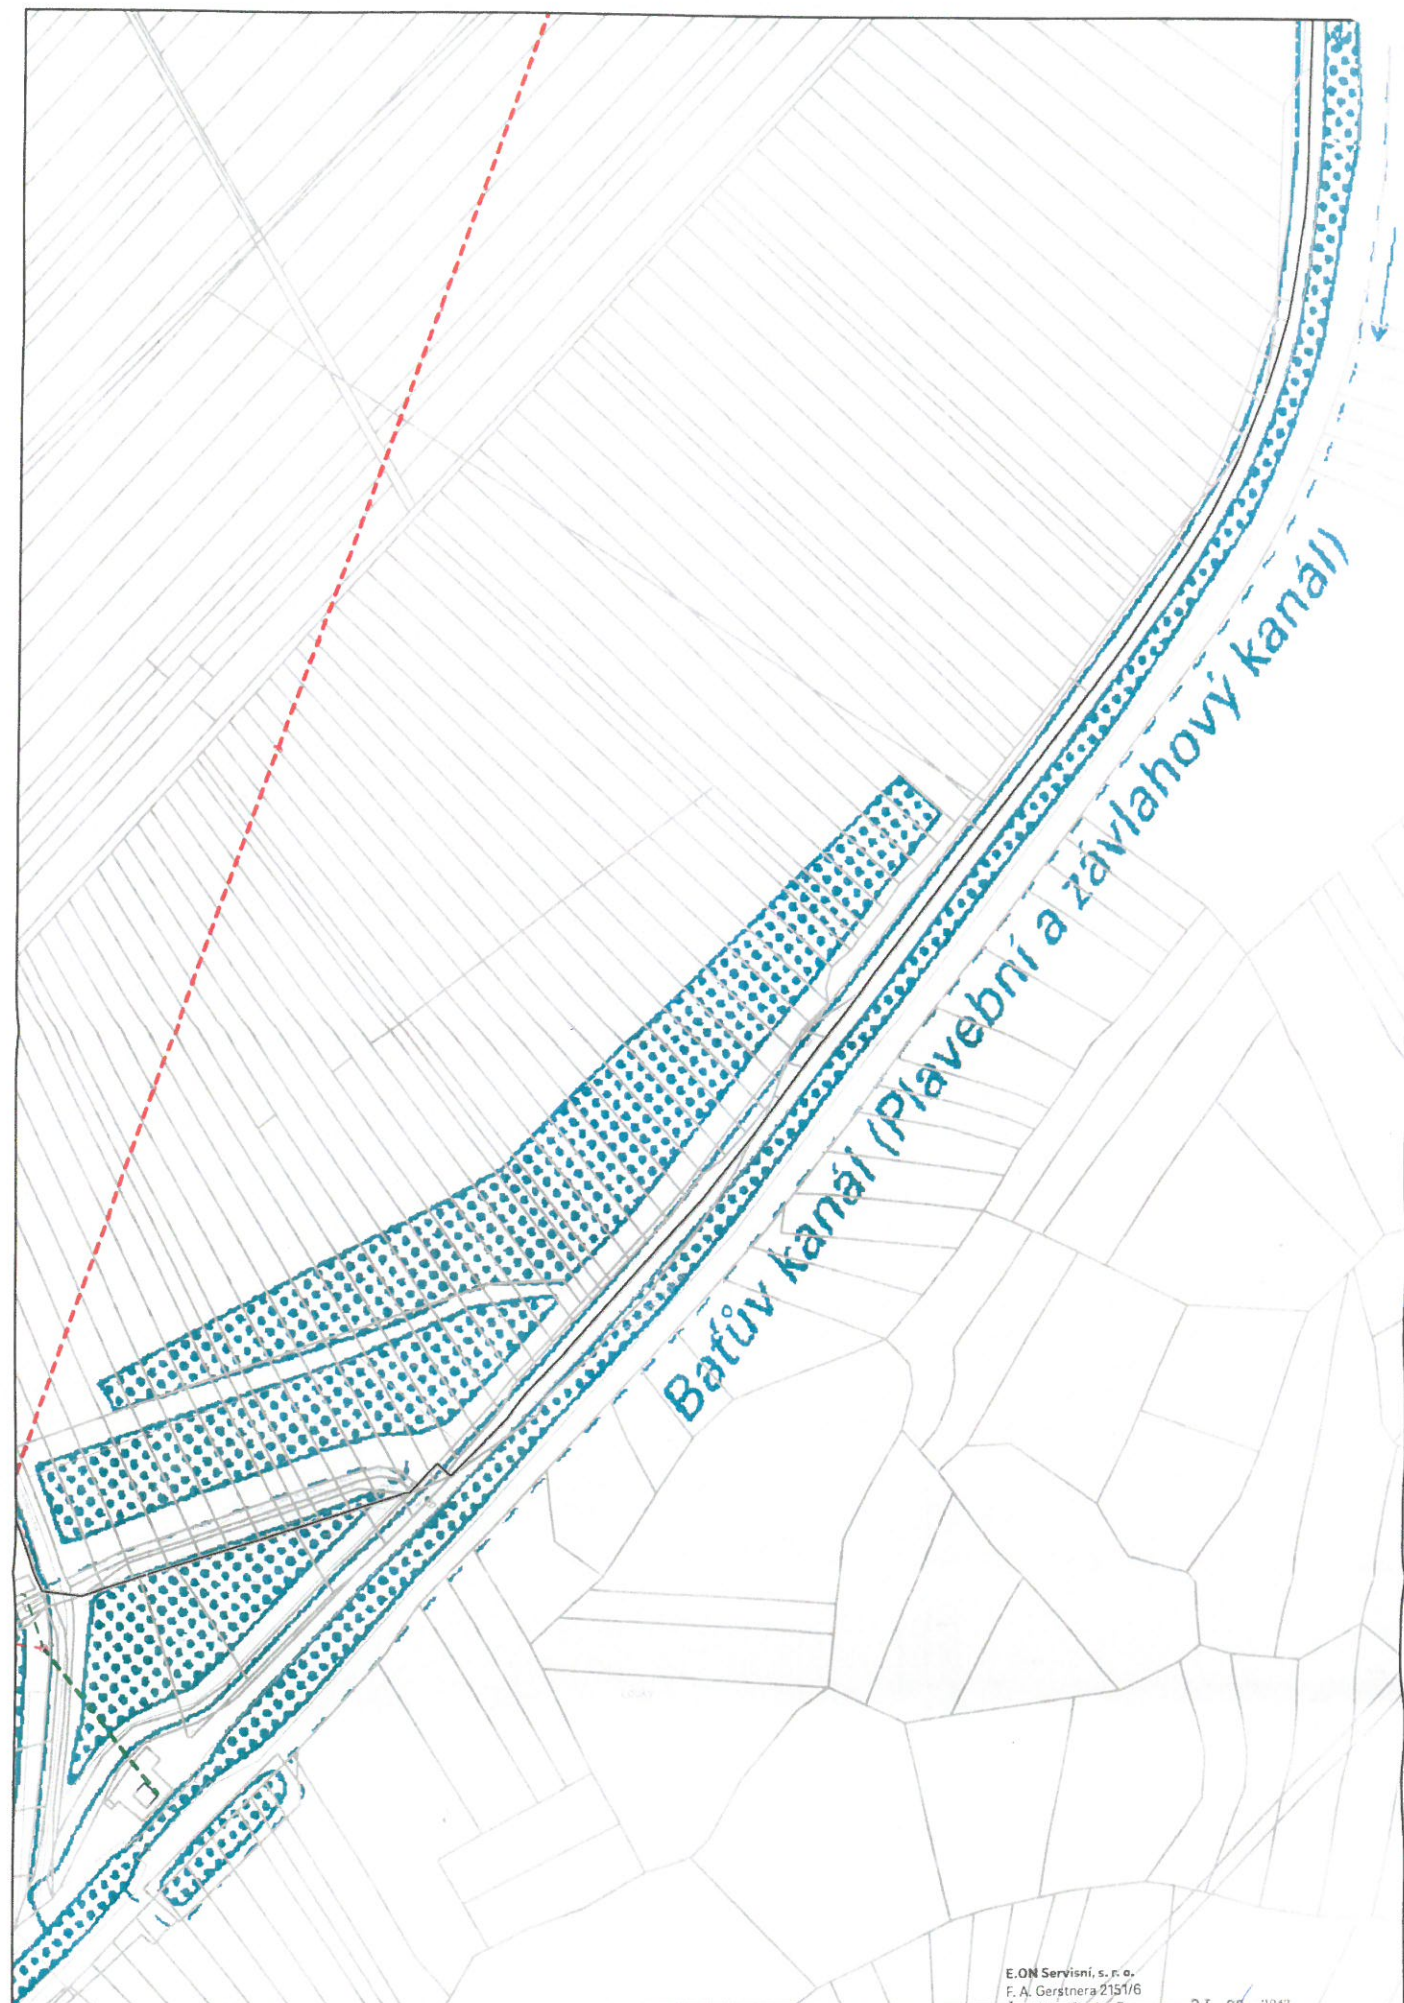 Baťův kanál (Plavební a závlahový kanál)
E.ON Servisní, s. r. o.
F. A. Gerstnera 2151/6